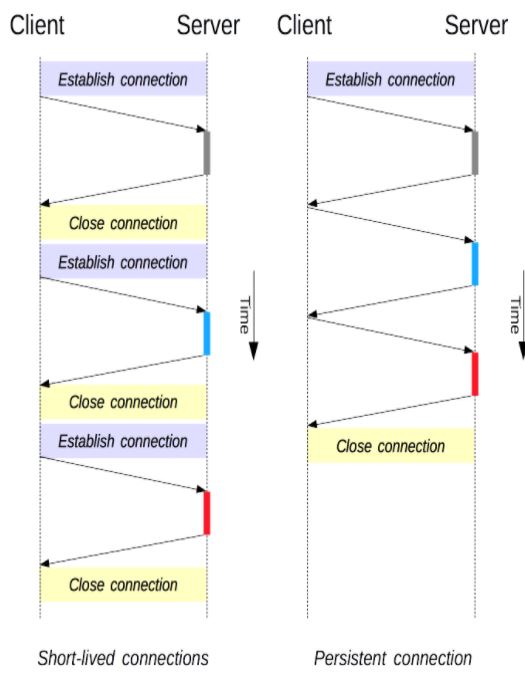 Client Server Client Server
Establish connection
Close connection
Establish connection
Close connection
Establish connection
Close connection
Time
Short-lived connections
Establish connection
Close connection
Time
Persistent connection